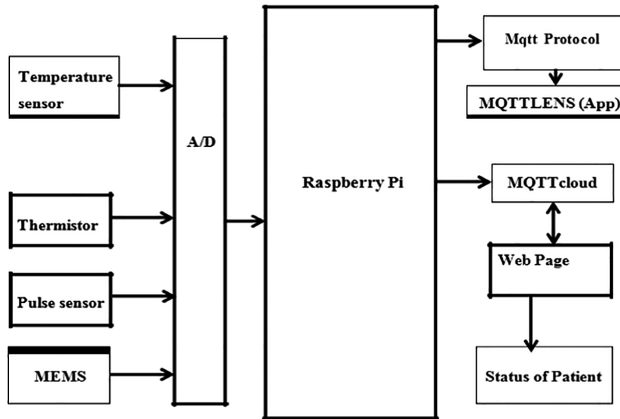 Temperature
sensor
Thermistor
Pulse sensor
MEMS
A/D
Raspberry Pi
Mqtt Protocol
MQTTLENS (App)
MQTTcloud
Web Page
Status of Patient